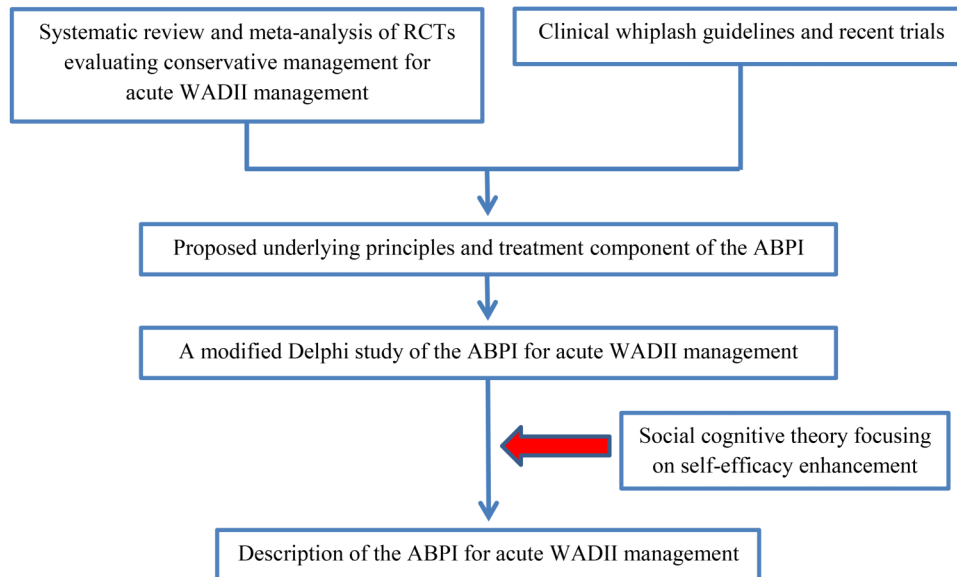 Systematic review and meta-analysis of RCTs
evaluating conservative management for
acute WADII management
Clinical whiplash guidelines and recent trials
Proposed underlying principles and treatment component of the ABPI
A modified Delphi study of the ABPI for acute WADII management
Social cognitive theory focusing
on self-efficacy enhancement
Description of the ABPI for acute WADII management